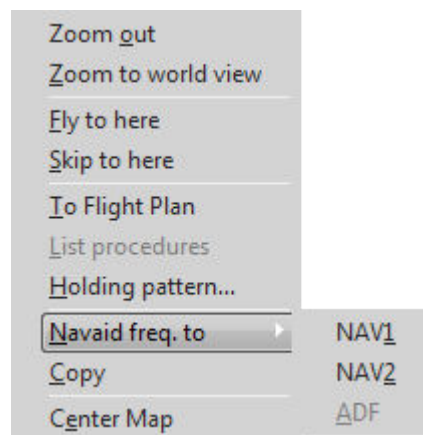 Zoom out
Zoom to world view
Fly to here
Skip to here
To Flight Plan
List procedures
Holding pattern...
Navaid freq. to
NAV1
Copy
NAV2
Center Map
ADF